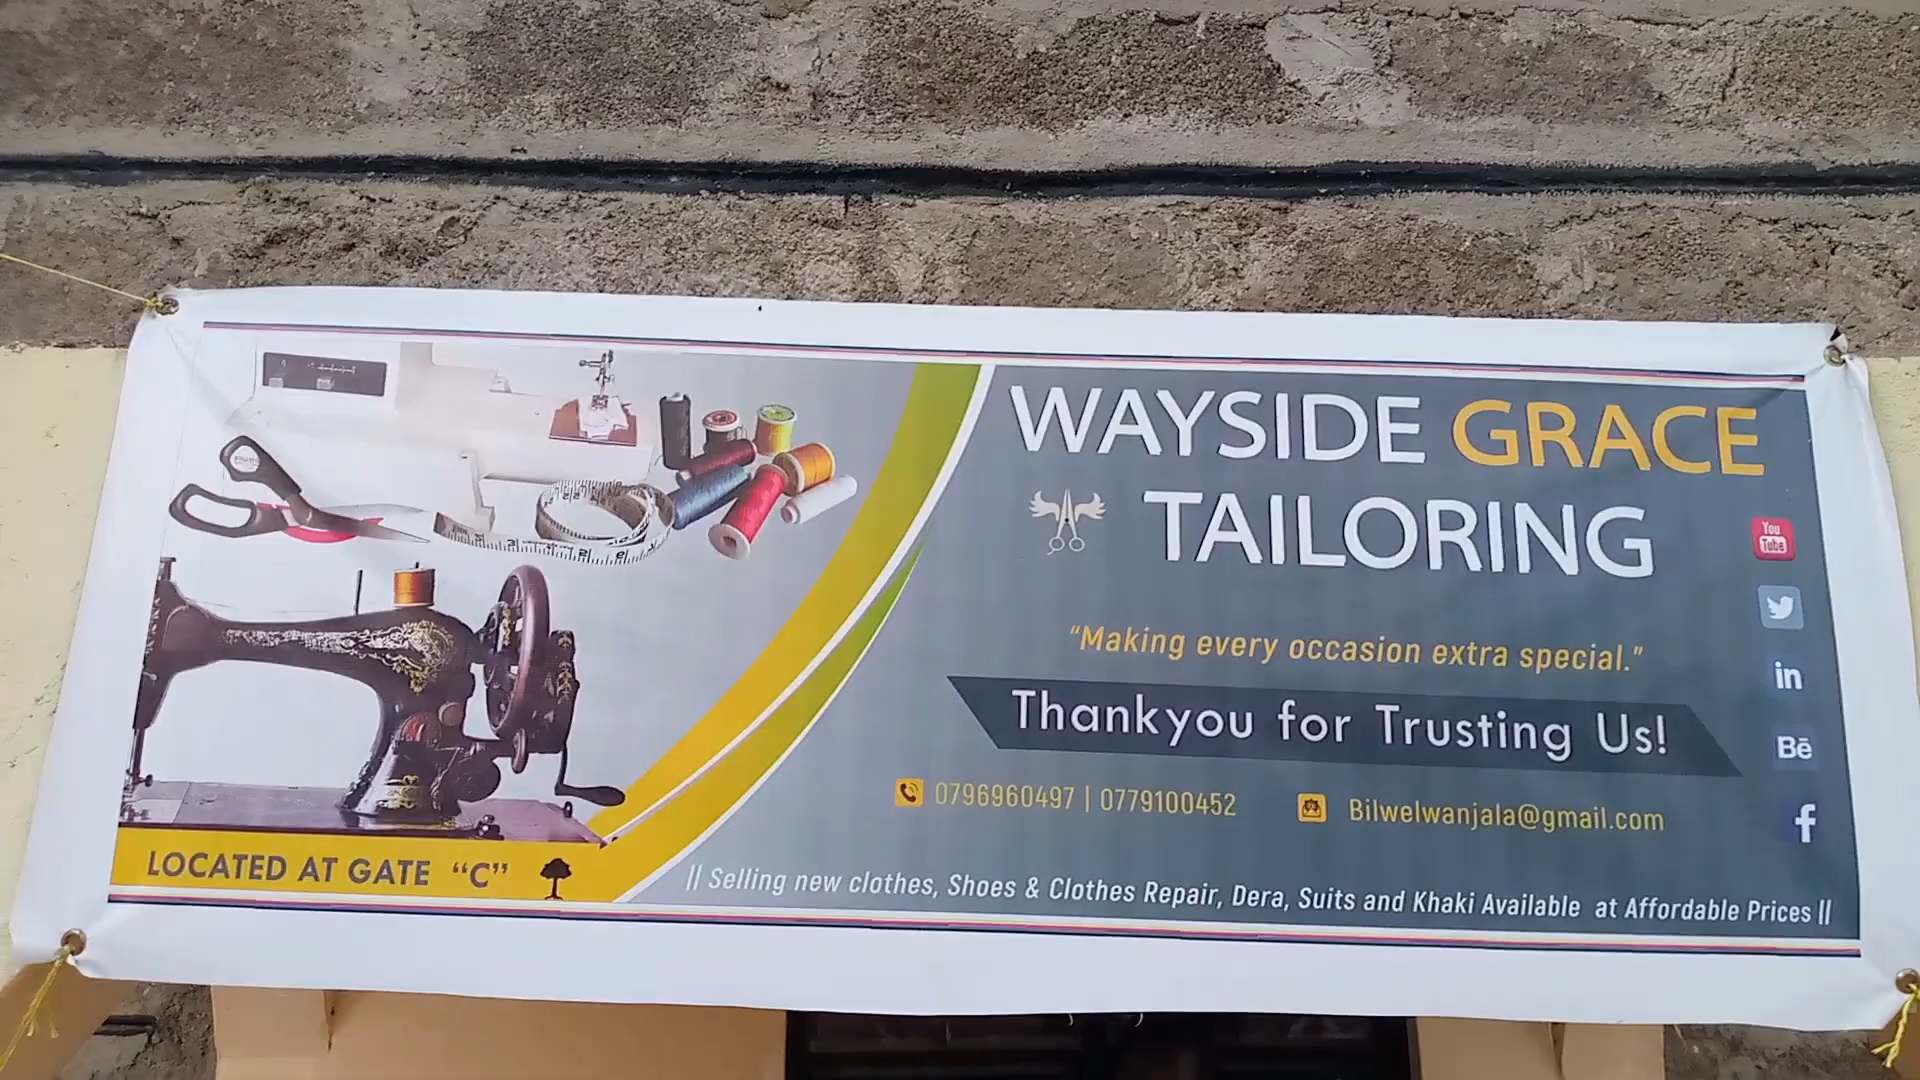 WAYSIDE GRACE
TAILORING
"Making every occasion extra special."
Thankyou for Trusting Us!
0796960497 | 0779100452
Bilwelwanjala@gmail.com
|| Selling new clothes, Shoes & Clothes Repair, Dera, Suits and Khaki Available at Affordable Prices ||
LOCATED AT GATE "C"
You
Tube
in
Bē
f